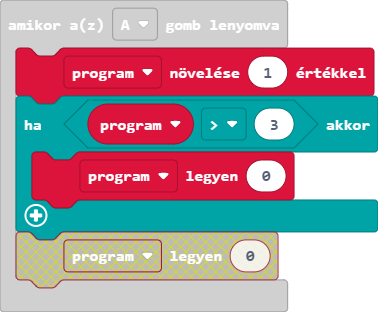 amikor a(z) A gomb lenyomva
program növelése 1 értékkel
ha program > 3 akkor
program legyen 0
program legyen 0